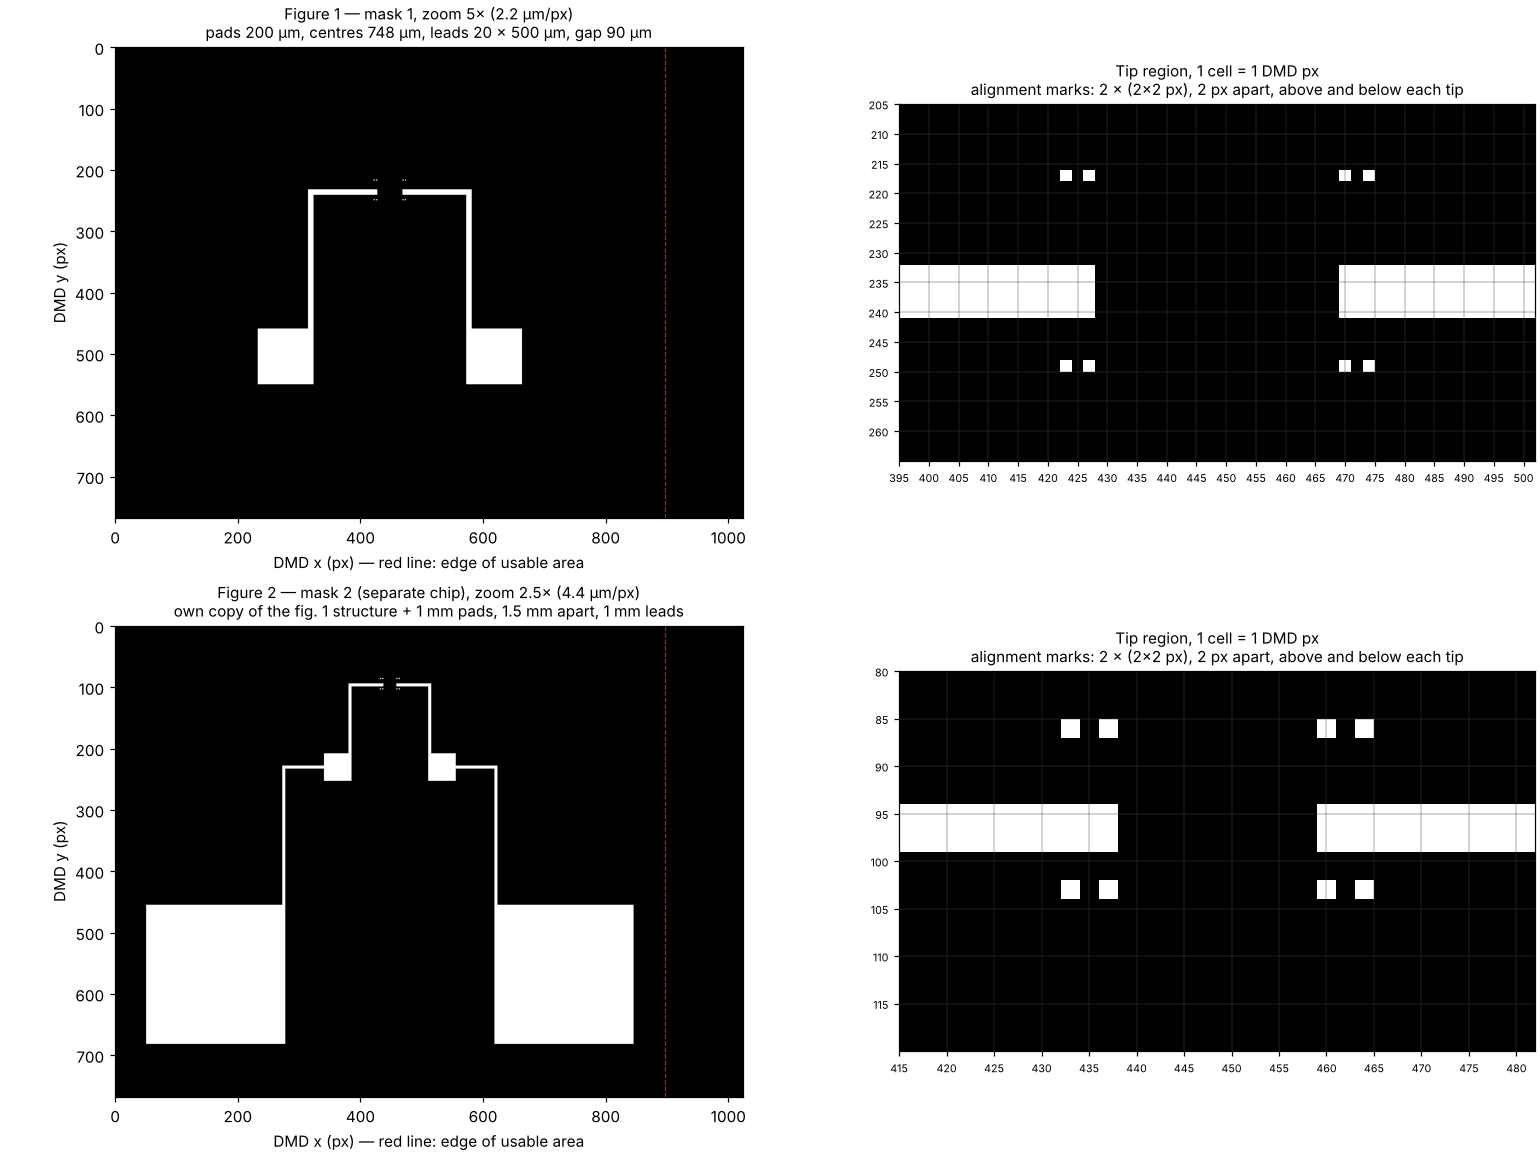 Figure 1 — mask 1, zoom 5× (2.2 µm/px)
pads 200 µm, centres 748 µm, leads 20 × 500 µm, gap 90 µm
0
100
200
300
400
500
600
700
DMD y (px)
0 200 400 600 800 1000
DMD x (px) — red line: edge of usable area
Tip region, 1 cell = 1 DMD px
alignment marks: 2 × (2×2 px), 2 px apart, above and below each tip
205
210
215
220
225
230
235
240
245
250
255
260
395 400 405 410 415 420 425 430 435 440 445 450 455 460 465 470 475 480 485 490 495 500
Figure 2 — mask 2 (separate chip), zoom 2.5× (4.4 µm/px)
own copy of the fig. 1 structure + 1 mm pads, 1.5 mm apart, 1 mm leads
0
100
200
300
400
500
600
700
DMD y (px)
0 200 400 600 800 1000
DMD x (px) — red line: edge of usable area
Tip region, 1 cell = 1 DMD px
alignment marks: 2 × (2×2 px), 2 px apart, above and below each tip
80
85
90
95
100
105
110
115
415 420 425 430 435 440 445 450 455 460 465 470 475 480